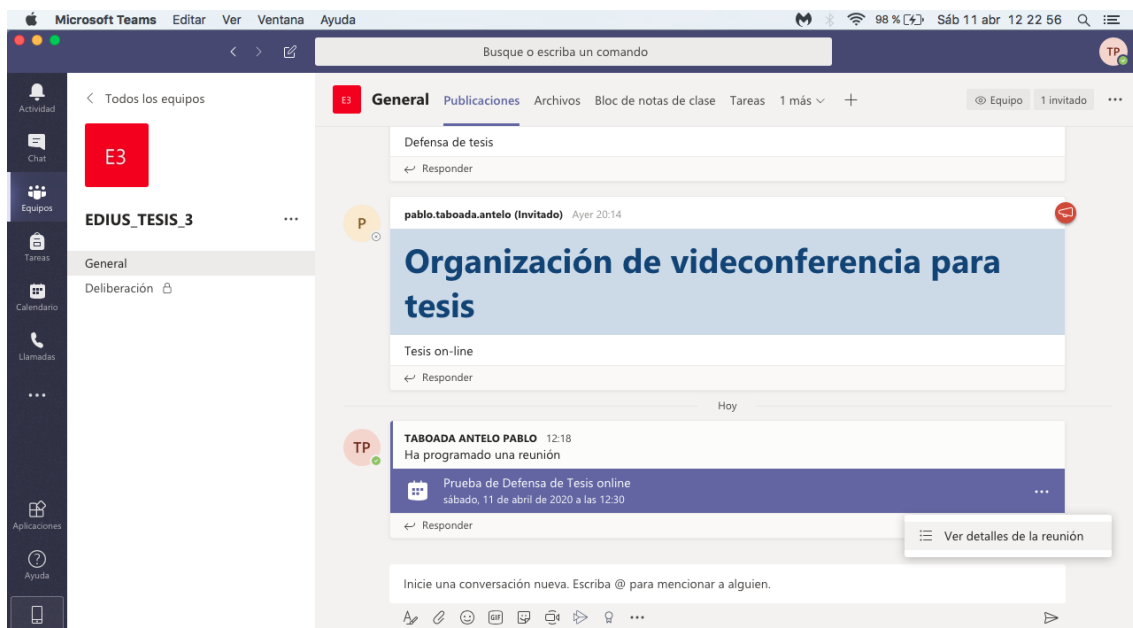 Microsoft Teams Editar Ver Ventana Ayuda 98 % Sáb 11 abr 12 22 56
Busque o escriba un comando
TP
Actividad
Chat
Equipos
Tareas
Calendario
Llamadas
Aplicaciones
Ayuda
Todos los equipos
E3
EDIUS_TESIS_3
General
Deliberación
E3 General Publicaciones Archivos Bloc de notas de clase Tareas 1 más Equipo 1 invitado
Defensa de tesis
Responder
P
pablo.taboada.antelo (Invitado) Ayer 20:14
Organización de videconferencia para
tesis
Tesis on-line
Responder
Hoy
TP
TABOADA ANTELO PABLO 12:18
Ha programado una reunión
Prueba de Defensa de Tesis online
sábado, 11 de abril de 2020 a las 12:30
Responder
Ver detalles de la reunión
Inicie una conversación nueva. Escriba @ para mencionar a alguien.
GIF